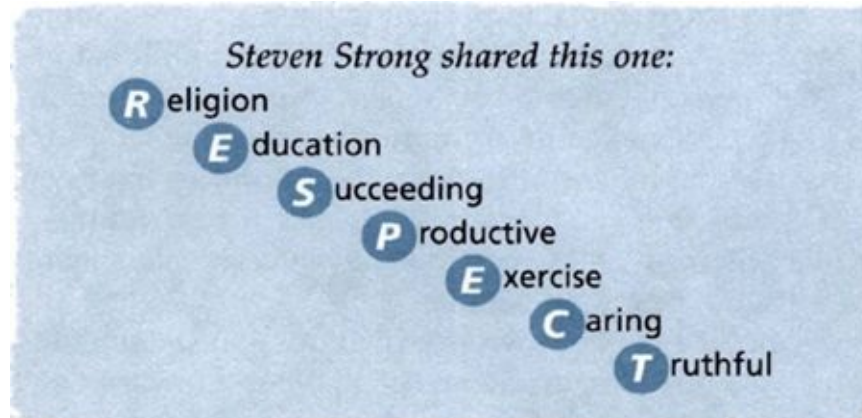 Steven Strong shared this one:
Religion
Education
Succeeding
Productive
Exercise
Caring
Truthful